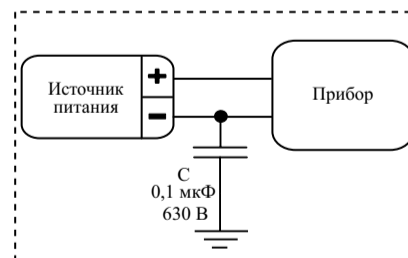 Источник
питания
+
−
Прибор
C
0,1 мкФ
630 В